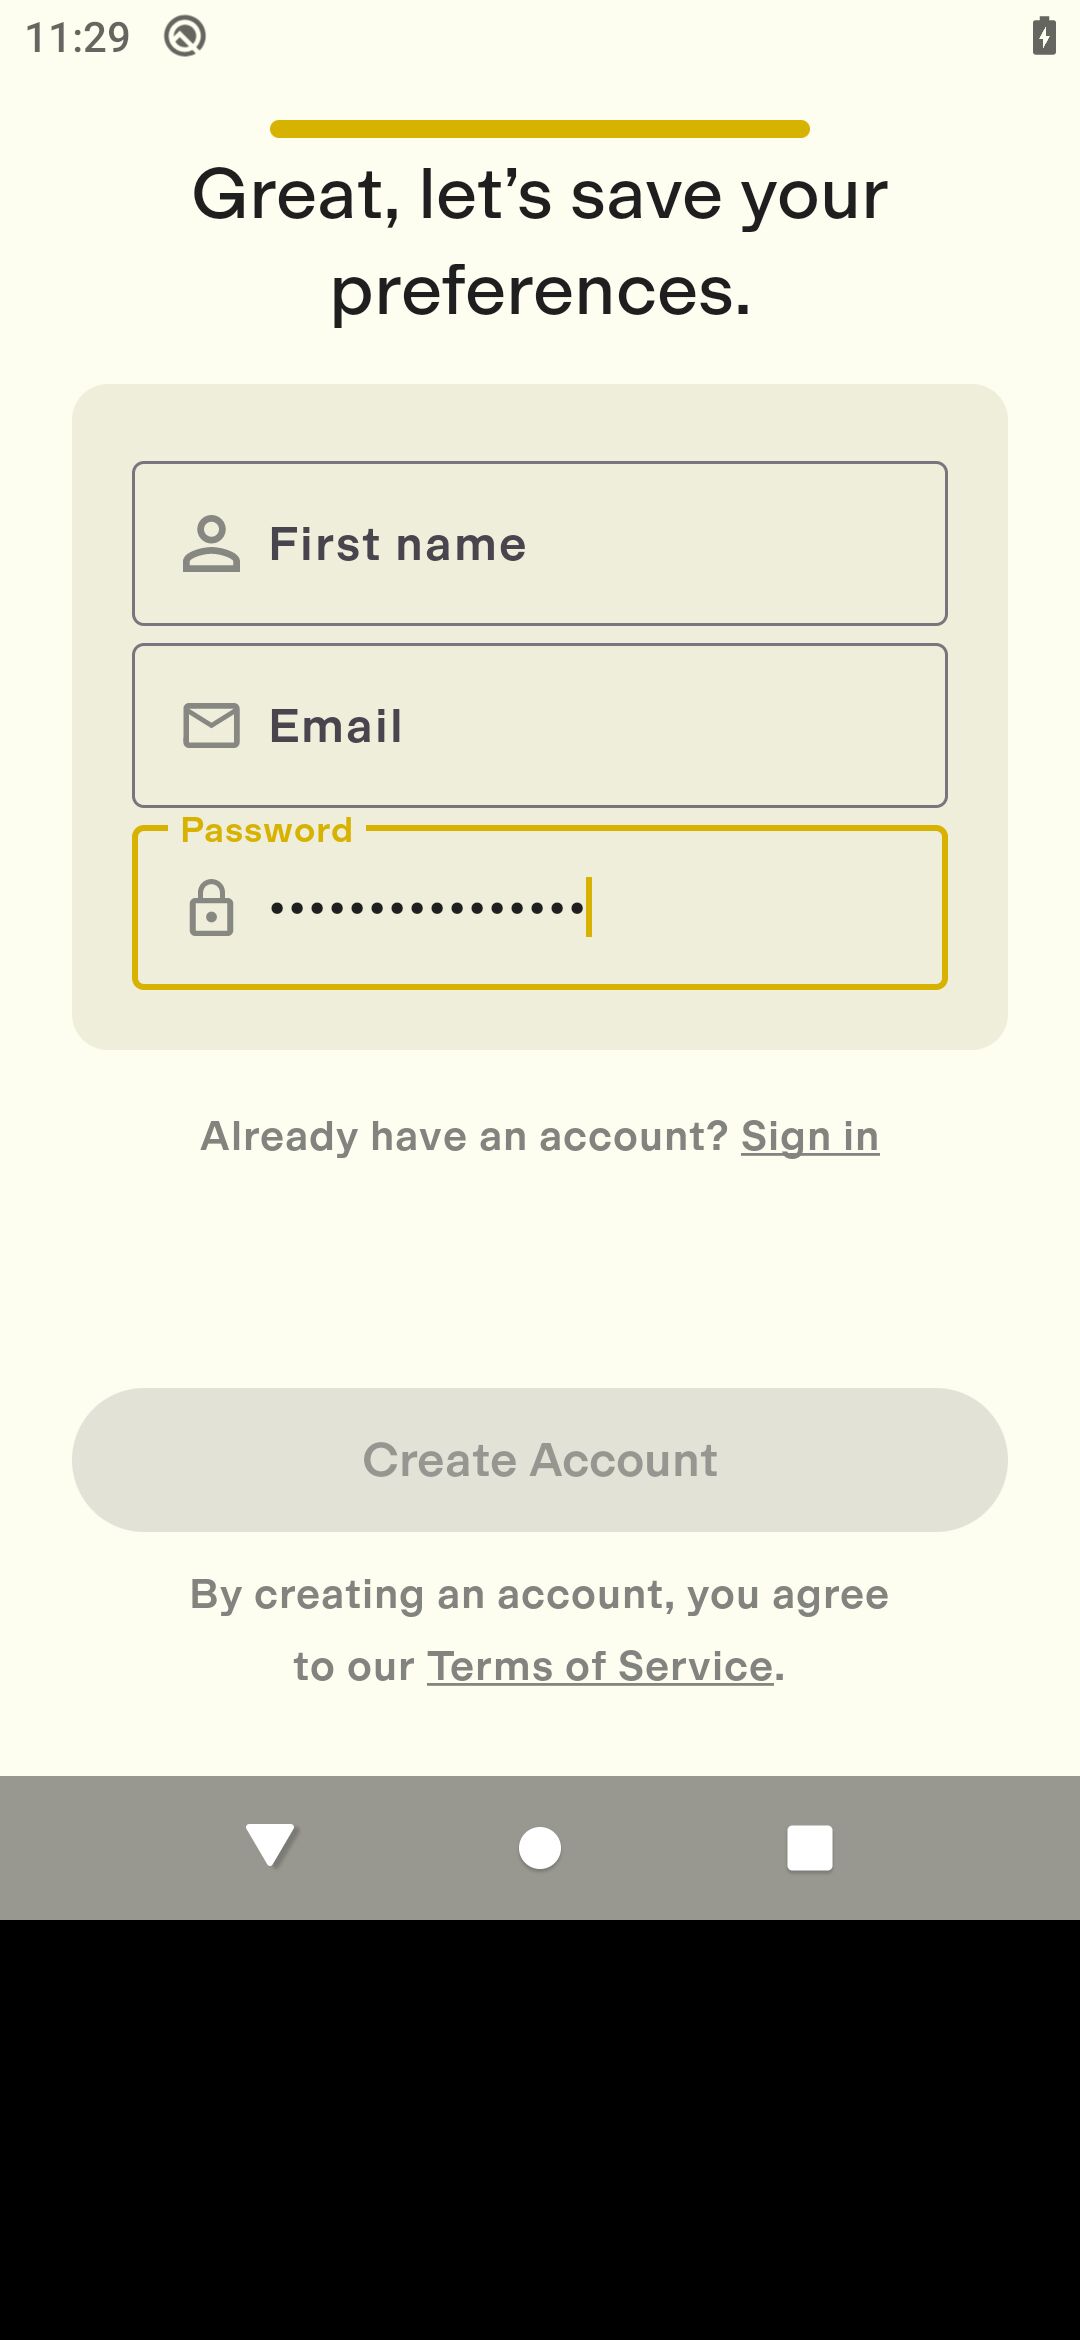 11:29
Great, let’s save your
preferences.
First name
Email
Password
••••••••••••••••
Already have an account? Sign in
Create Account
By creating an account, you agree
to our Terms of Service.